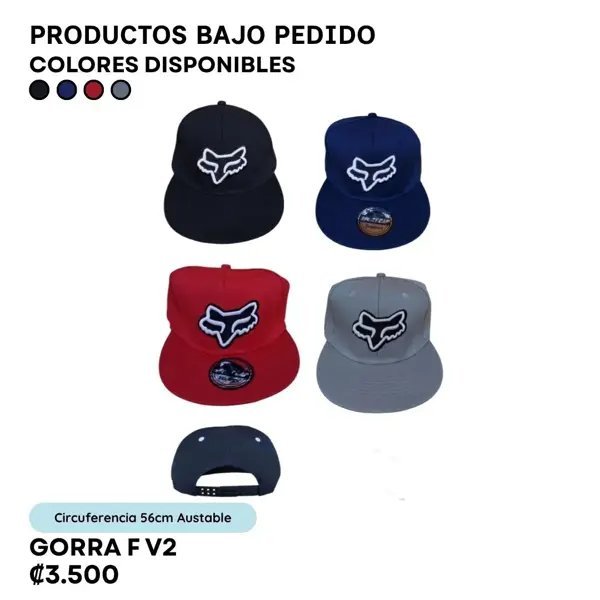 PRODUCTOS BAJO PEDIDO
COLORES DISPONIBLES
Circuferencia 56cm Austable
GORRA F V2
₡3.500